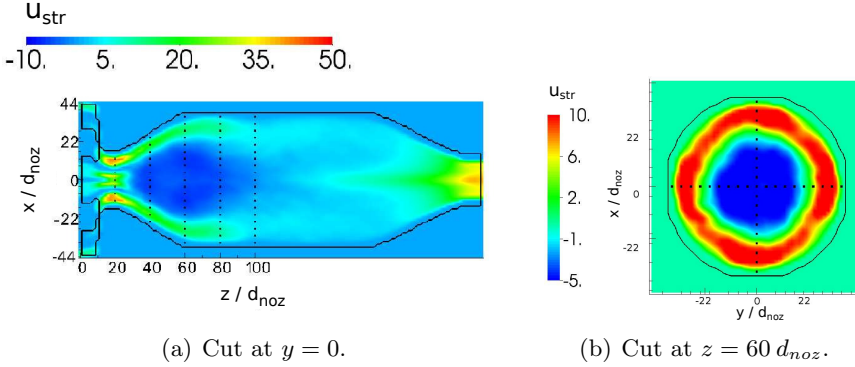 u_str
-10. 5. 20. 35. 50.
44
22
0
-22
-44
x / d_noz
0 20 40 60 80 100
z / d_noz
(a) Cut at y = 0.
u_str
10.
6.
2.
-1.
-5.
x / d_noz
22
0
-22
-22 0 22
y / d_noz
(b) Cut at z = 60 d_noz.